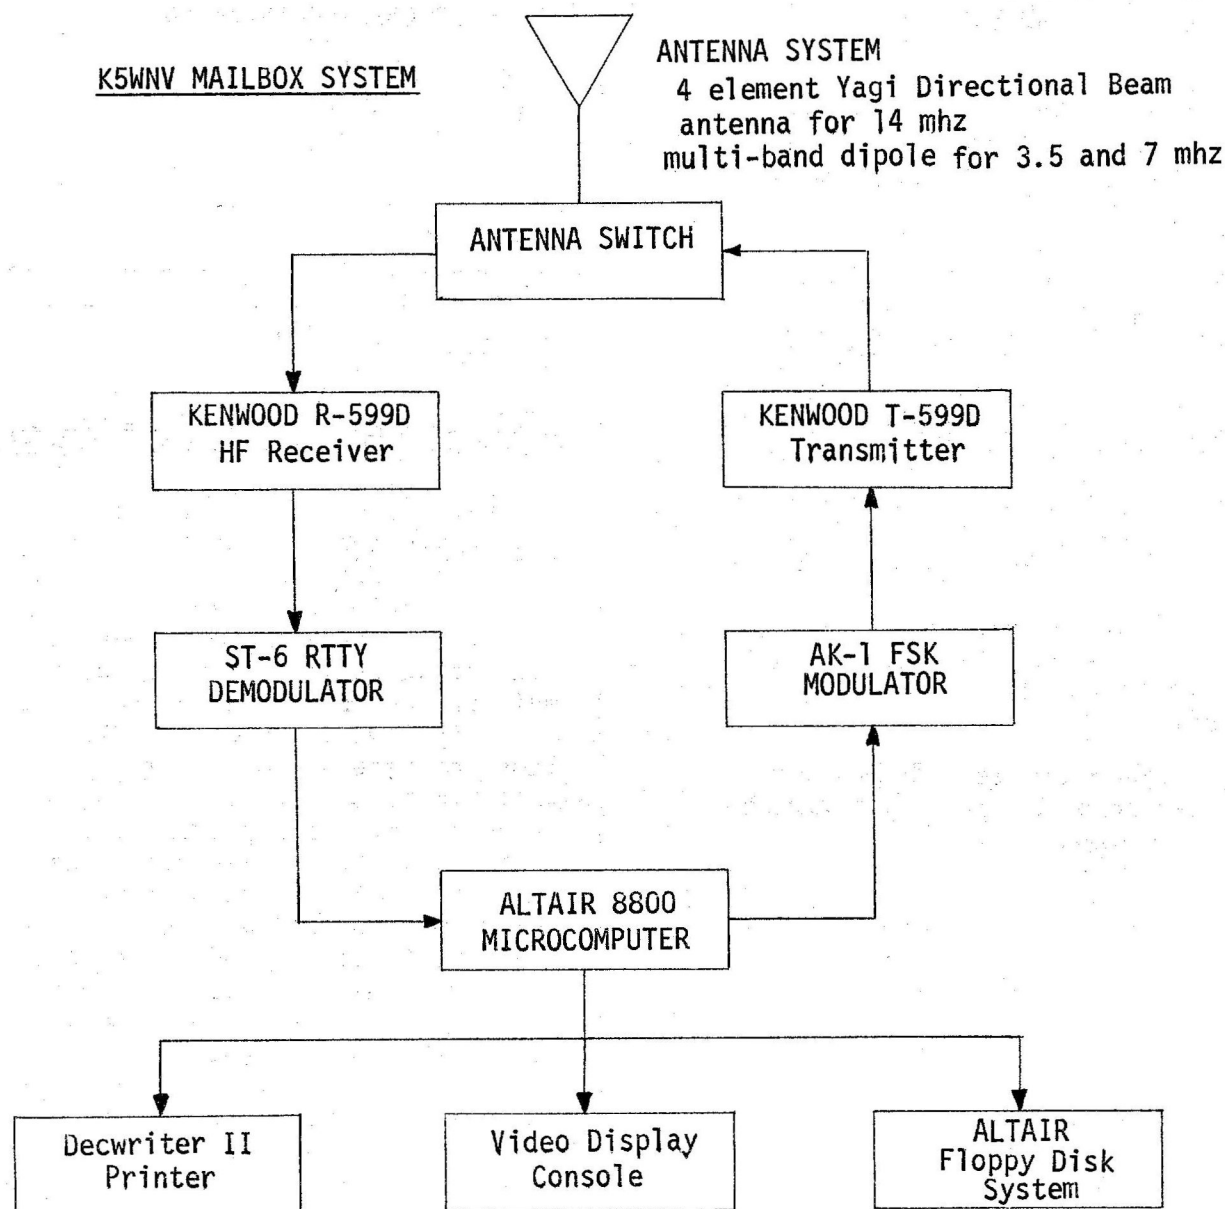 K5WNV MAILBOX SYSTEM
ANTENNA SYSTEM
4 element Yagi Directional Beam
antenna for 14 mhz
multi-band dipole for 3.5 and 7 mhz
ANTENNA SWITCH
KENWOOD R-599D
HF Receiver
KENWOOD T-599D
Transmitter
ST-6 RTTY
DEMODULATOR
AK-1 FSK
MODULATOR
ALTAIR 8800
MICROCOMPUTER
Decwriter II
Printer
Video Display
Console
ALTAIR
Floppy Disk
System